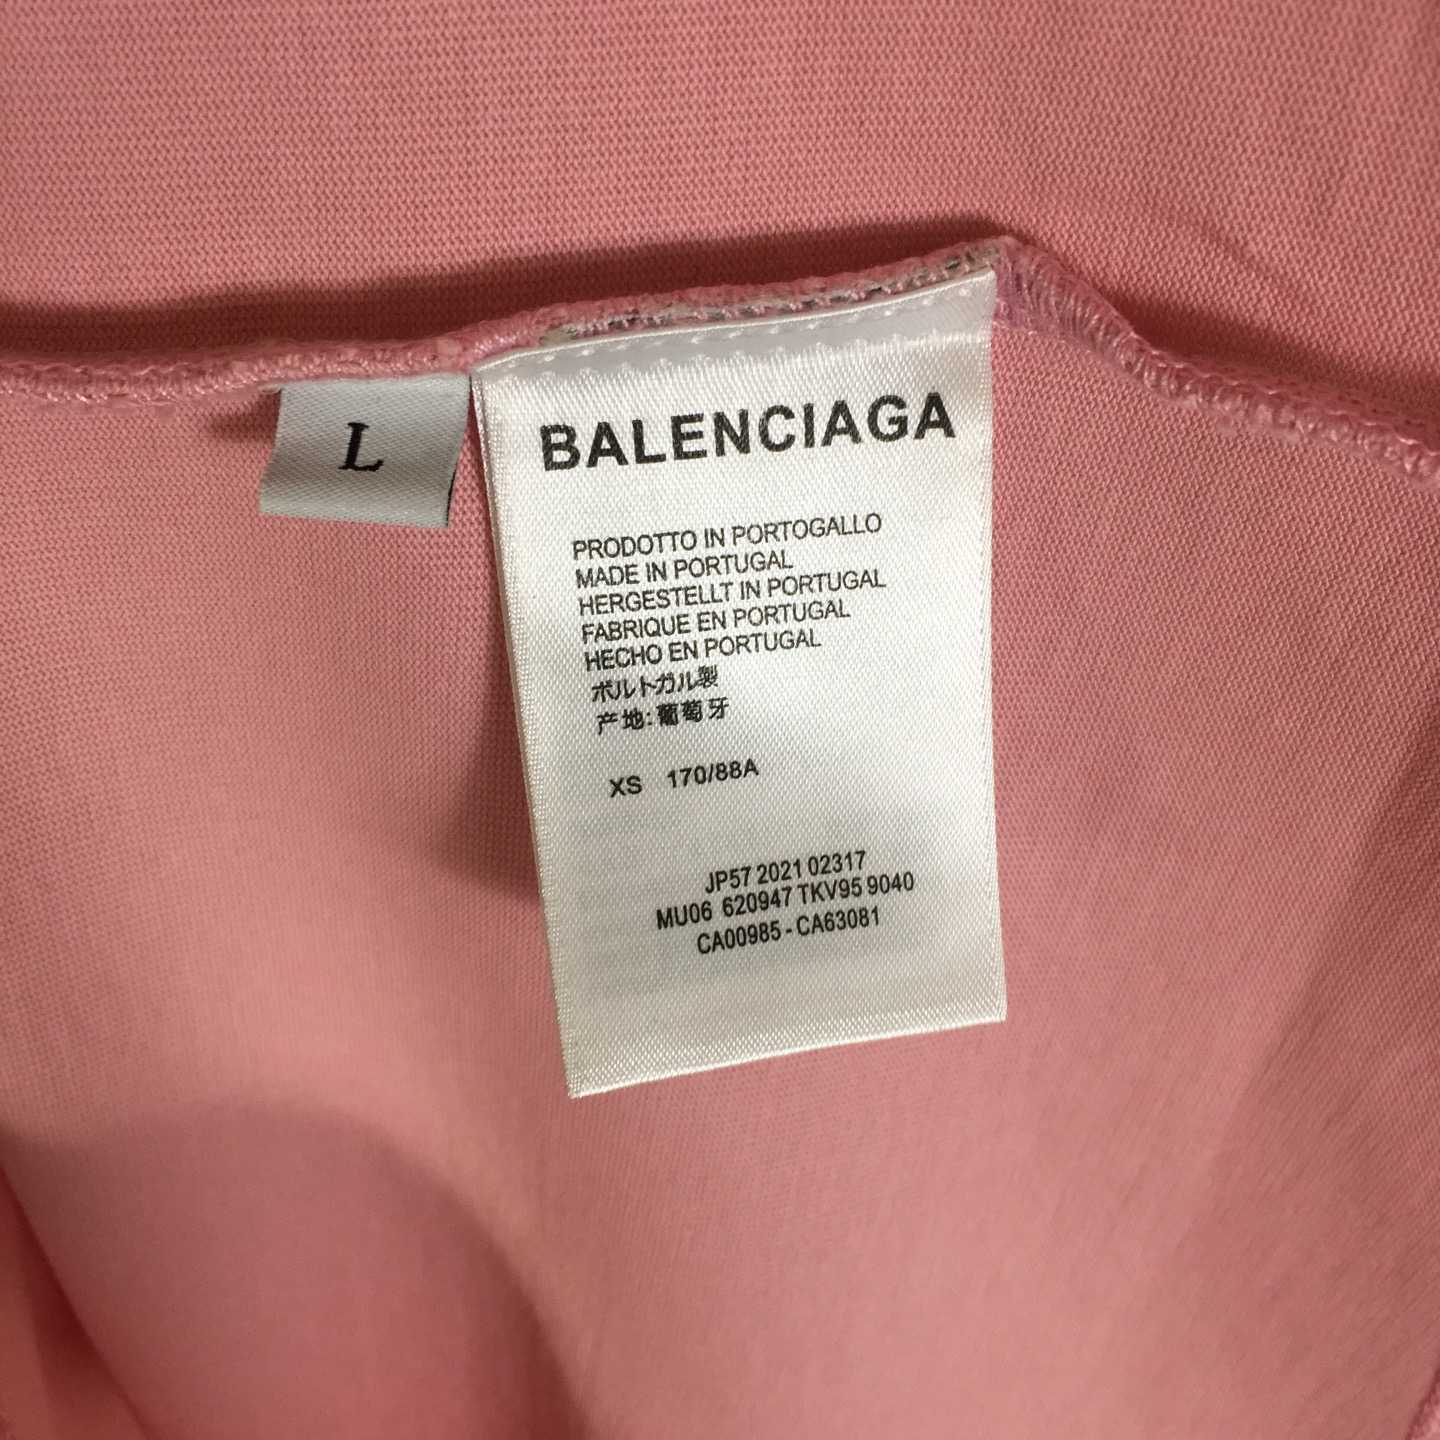 L
BALENCIAGA
PRODOTTO IN PORTOGALLO
MADE IN PORTUGAL
HERGESTELLT IN PORTUGAL
FABRIQUE EN PORTUGAL
HECHO EN PORTUGAL
ボルトガル製
产地:葡萄牙
XS 170/88A
JP57 2021 02317
MU06 620947 TKV95 9040
CA00985 - CA63081